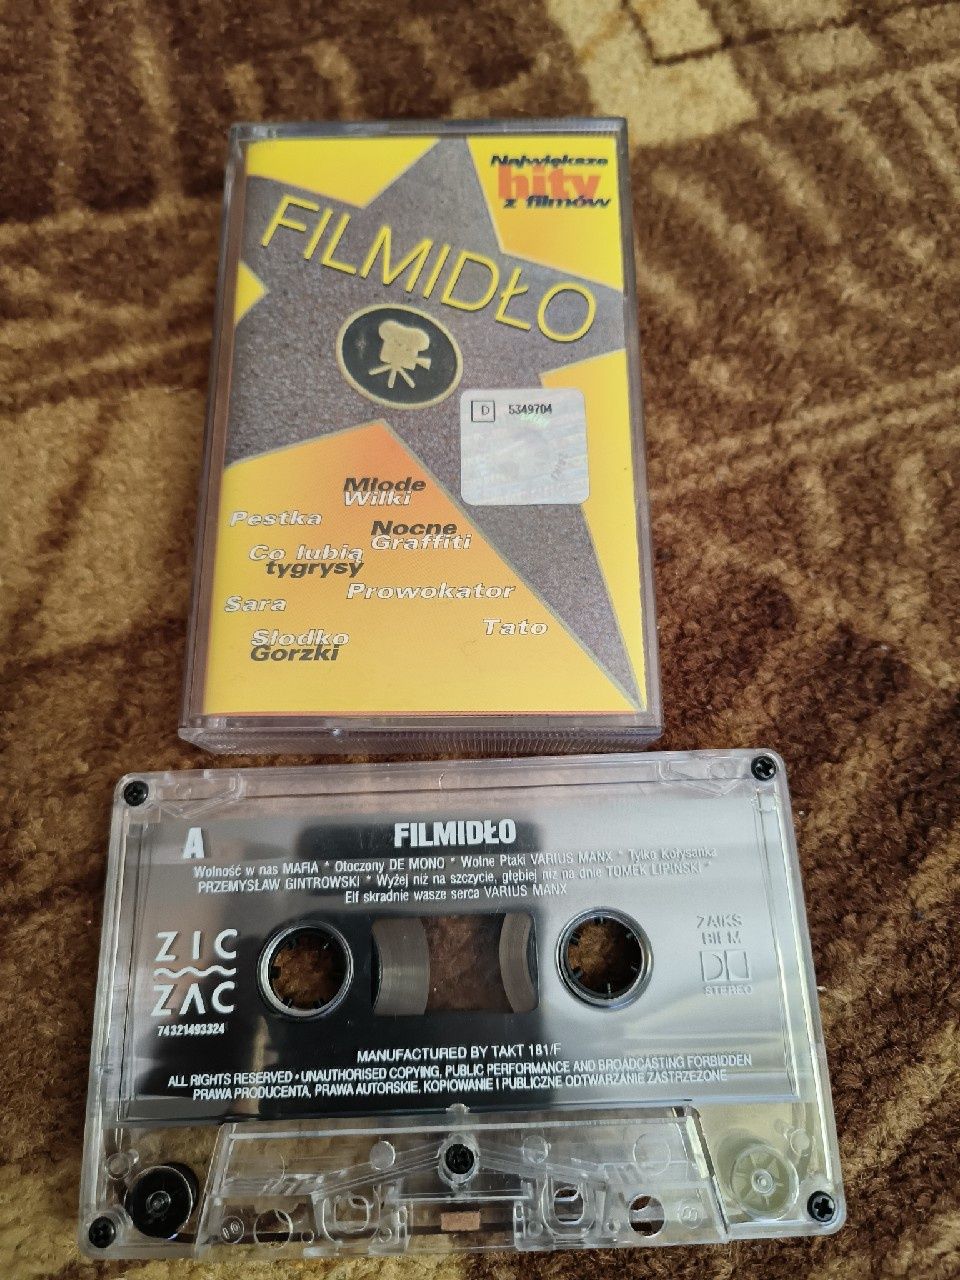 Największe
hity
z filmów
FILMIDŁO
D 5349704
Młode
Wilki
Pestka
Nocne
Graffiti
Co lubią
tygrysy
Prowokator
Sara
Tato
Słodko
Gorzki
A
FILMIDŁO
Wolność w nas MAFIA * Otoczony DE MONO * Wolne Ptaki VARIUS MANX * Tylko Kołysanka
PRZEMYSŁAW GINTROWSKI * Wyżej niż na szczycie, głębiej niż na dnie TOMEK LIPIŃSKI *
Elf skradnie wasze serca VARIUS MANX
ZIC
ZAC
74321493324
ZAIKS
BIEM
STEREO
MANUFACTURED BY TAKT 181/F
ALL RIGHTS RESERVED • UNAUTHORISED COPYING, PUBLIC PERFORMANCE AND BROADCASTING FORBIDDEN
PRAWA PRODUCENTA, PRAWA AUTORSKIE, KOPIOWANIE I PUBLICZNE ODTWARZANIE ZASTRZEŻONE